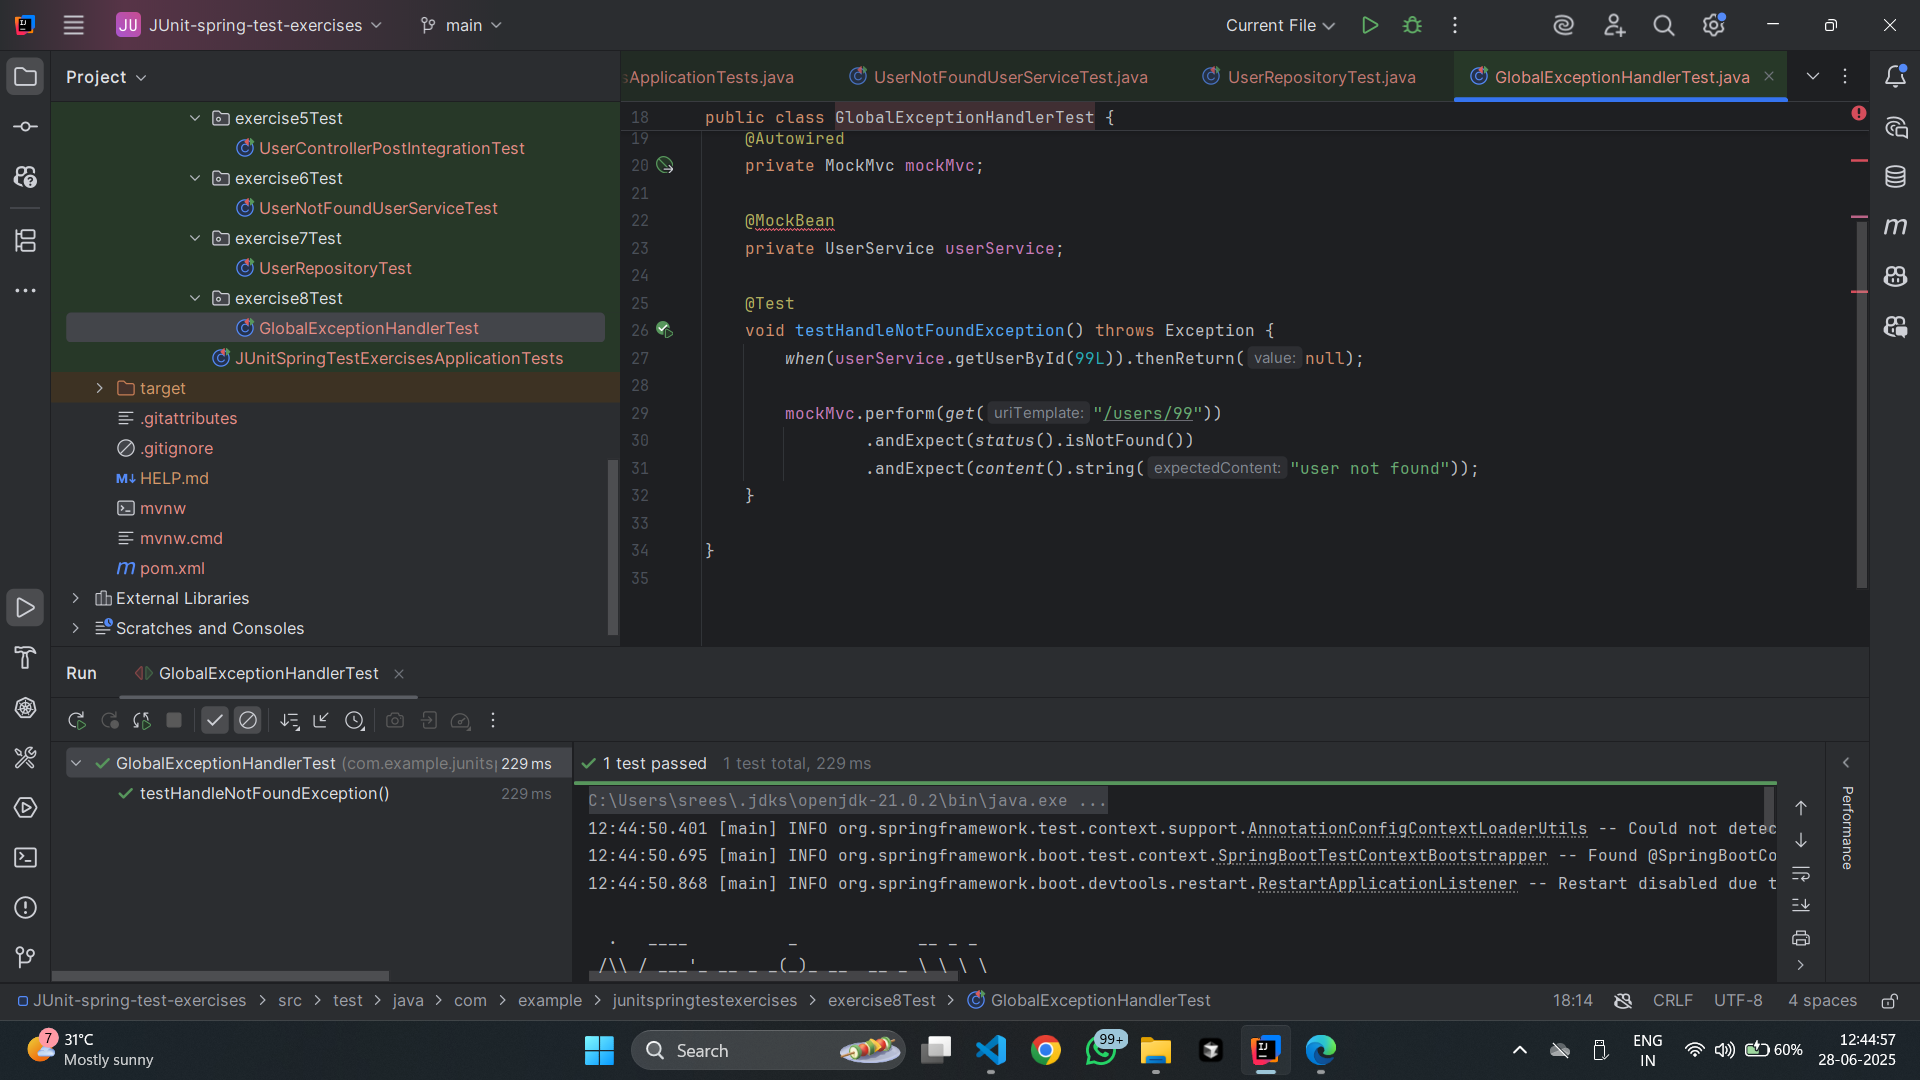 JU JUnit-spring-test-exercises main Current File
Project
sApplicationTests.java UserNotFoundUserServiceTest.java UserRepositoryTest.java GlobalExceptionHandlerTest.java
exercise5Test
UserControllerPostIntegrationTest
exercise6Test
UserNotFoundUserServiceTest
exercise7Test
UserRepositoryTest
exercise8Test
GlobalExceptionHandlerTest
JUnitSpringTestExercisesApplicationTests
target
.gitattributes
.gitignore
M↓ HELP.md
mvnw
mvnw.cmd
m pom.xml
External Libraries
Scratches and Consoles
18 public class GlobalExceptionHandlerTest {
19 @Autowired
20 private MockMvc mockMvc;
21
22 @MockBean
23 private UserService userService;
24
25 @Test
26 void testHandleNotFoundException() throws Exception {
27 when(userService.getUserById(99L)).thenReturn( value: null);
28
29 mockMvc.perform(get( uriTemplate: "/users/99"))
30 .andExpect(status().isNotFound())
31 .andExpect(content().string( expectedContent: "user not found"));
32 }
33
34 }
35
Run GlobalExceptionHandlerTest
GlobalExceptionHandlerTest (com.example.junitsp 229 ms
testHandleNotFoundException() 229 ms
1 test passed 1 test total, 229 ms
C:\Users\srees\.jdks\openjdk-21.0.2\bin\java.exe ...
12:44:50.401 [main] INFO org.springframework.test.context.support.AnnotationConfigContextLoaderUtils -- Could not detec
12:44:50.695 [main] INFO org.springframework.boot.test.context.SpringBootTestContextBootstrapper -- Found @SpringBootCo
12:44:50.868 [main] INFO org.springframework.boot.devtools.restart.RestartApplicationListener -- Restart disabled due t
  .   ____          _            __ _ _
 /\\ / ___'_ __ _ _(_)_ __  __ _ \ \ \ \
Performance
JUnit-spring-test-exercises > src > test > java > com > example > junitspringtestexercises > exercise8Test > GlobalExceptionHandlerTest 18:14 CRLF UTF-8 4 spaces
7 31°C
Mostly sunny
Search
99+
ENG
IN
60%
12:44:57
28-06-2025